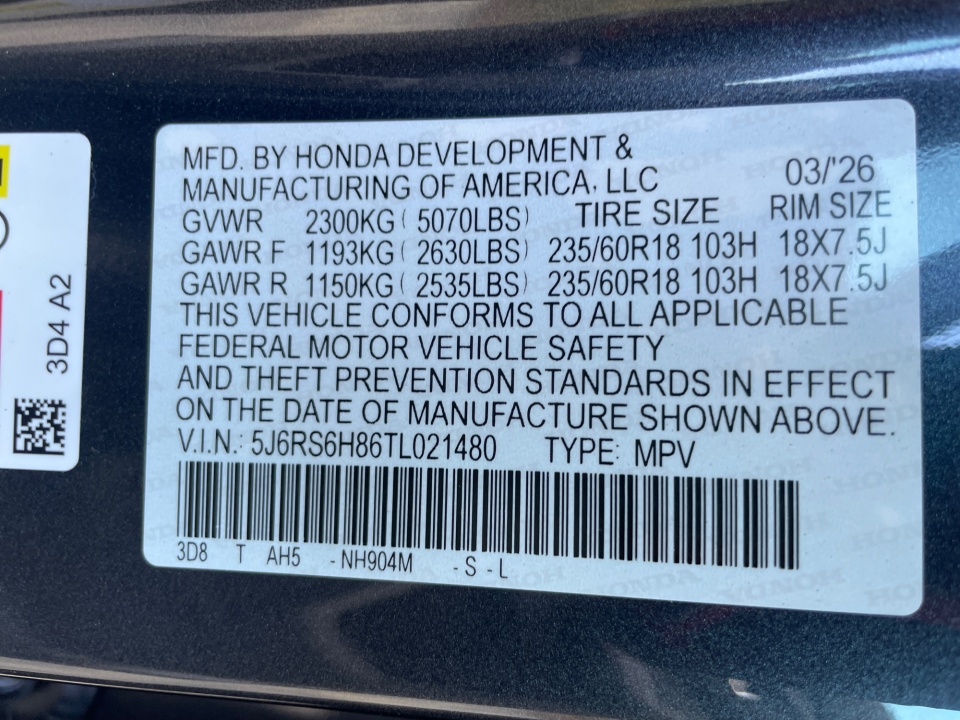 MFD. BY HONDA DEVELOPMENT &
MANUFACTURING OF AMERICA, LLC 03/'26
GVWR 2300KG ( 5070LBS) TIRE SIZE RIM SIZE
GAWR F 1193KG ( 2630LBS) 235/60R18 103H 18X7.5J
GAWR R 1150KG ( 2535LBS) 235/60R18 103H 18X7.5J
THIS VEHICLE CONFORMS TO ALL APPLICABLE
FEDERAL MOTOR VEHICLE SAFETY
AND THEFT PREVENTION STANDARDS IN EFFECT
ON THE DATE OF MANUFACTURE SHOWN ABOVE.
V.I.N.: 5J6RS6H86TL021480 TYPE: MPV
3D8 T AH5 -NH904M -S -L
3D4 A2